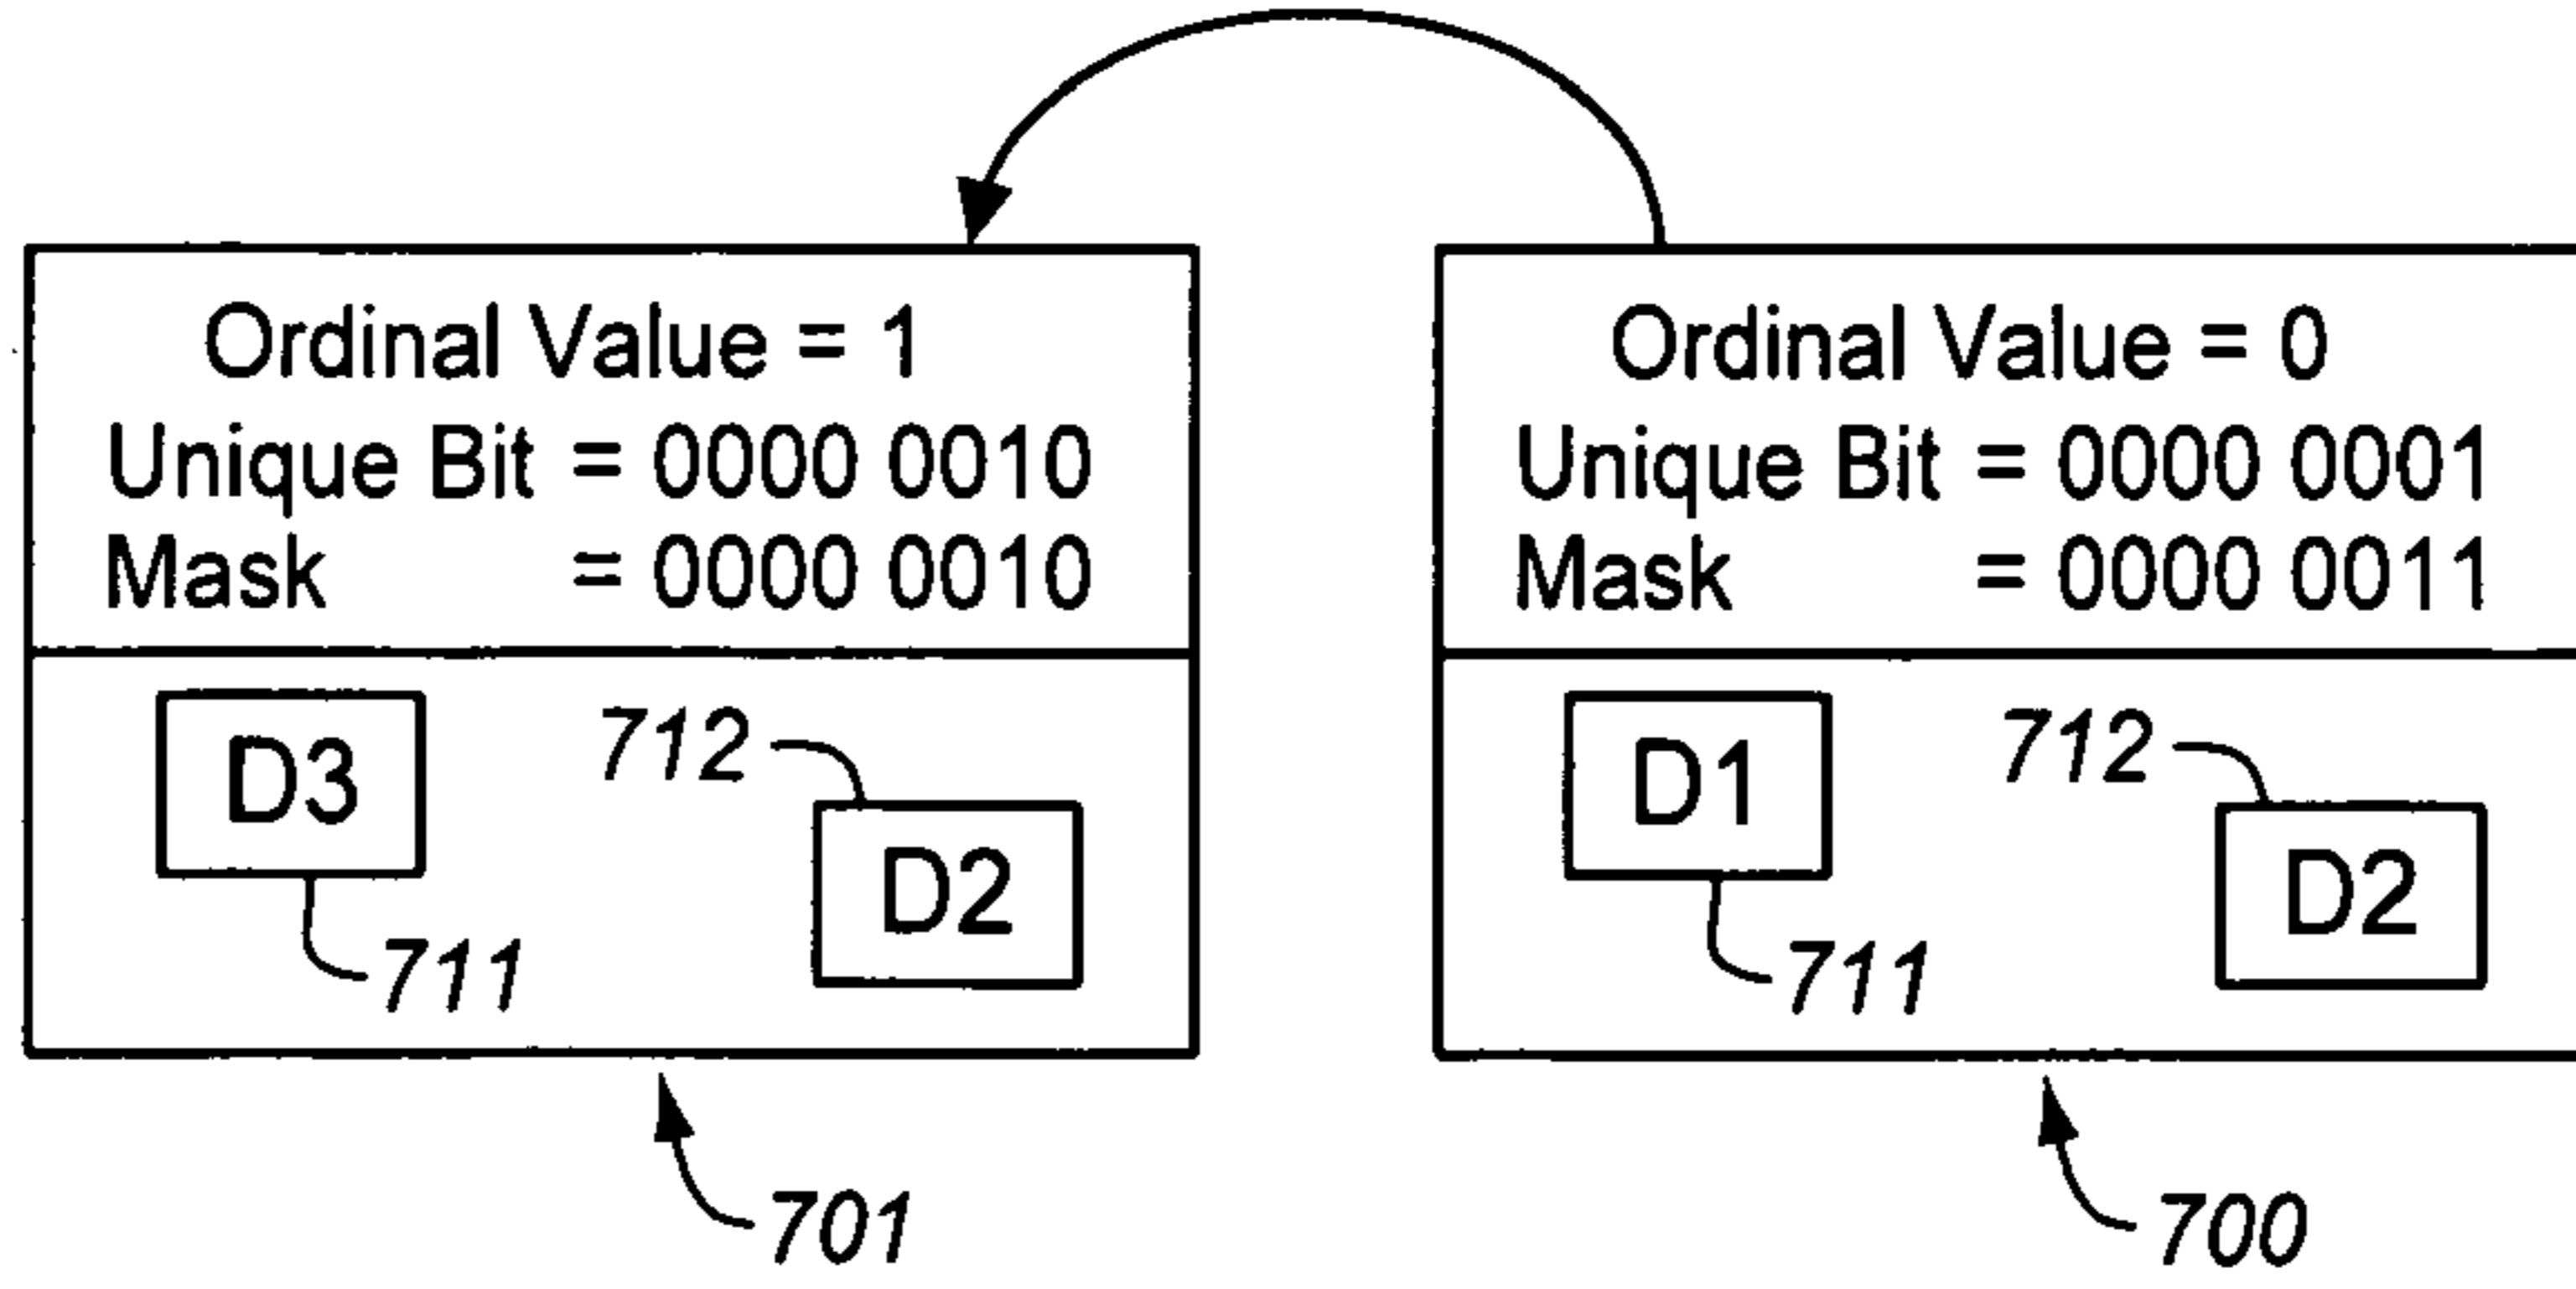 Ordinal Value = 1
Unique Bit = 0000 0010
Mask = 0000 0010
D3
712
D2
711
701
Ordinal Value = 0
Unique Bit = 0000 0001
Mask = 0000 0011
D1
712
D2
711
700